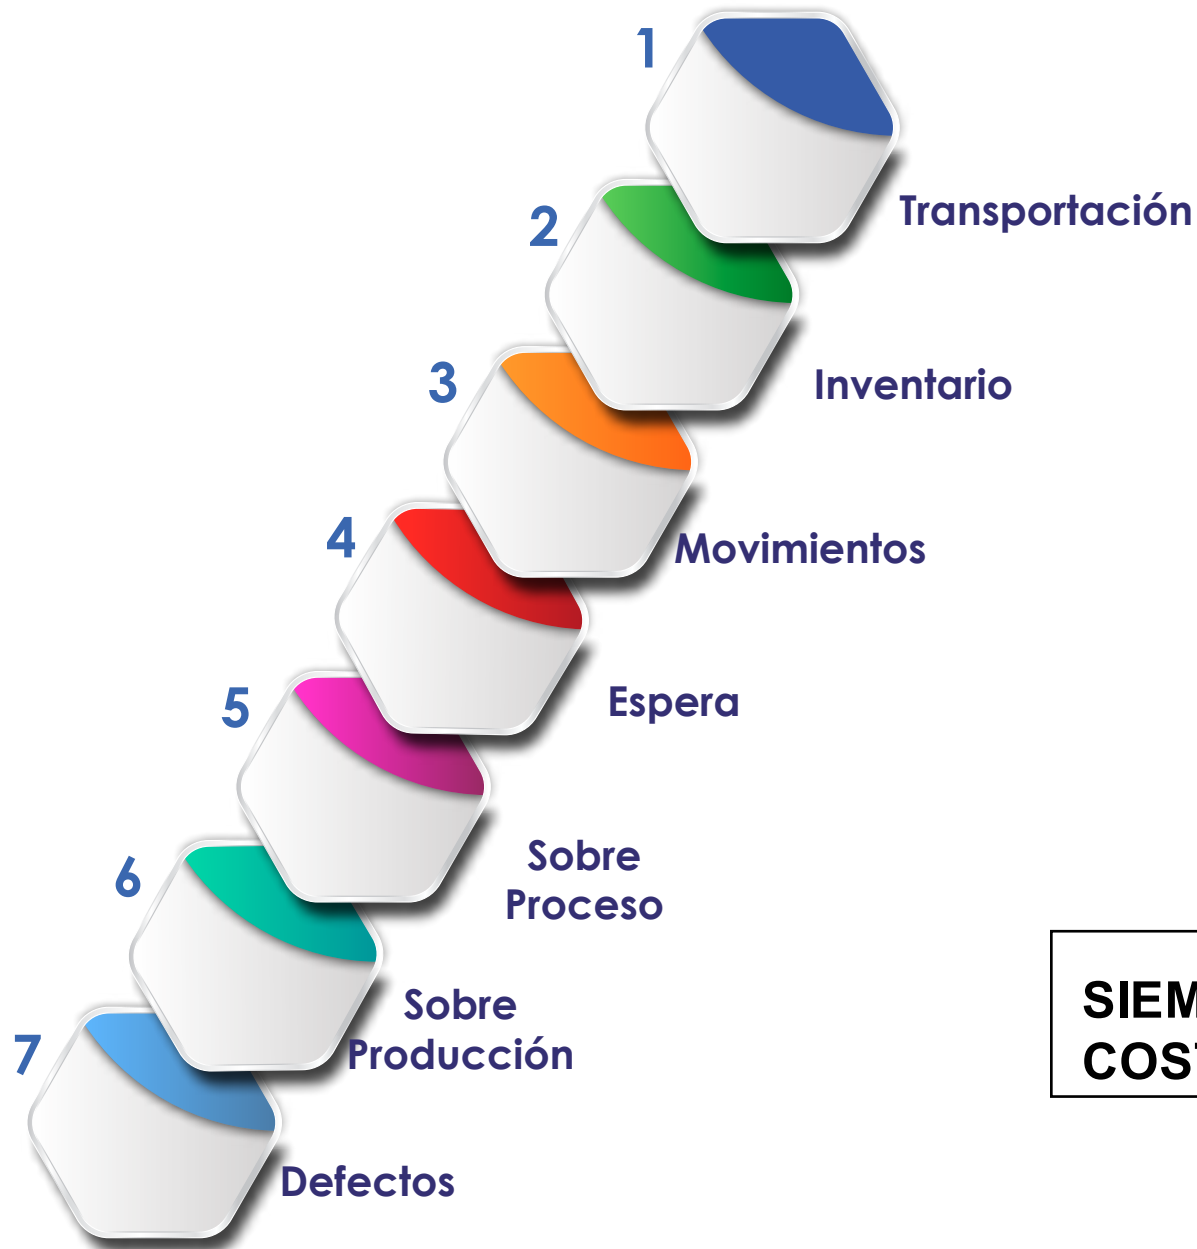 1
Transportación
2
Inventario
3
Movimientos
4
Espera
5
Sobre
Proceso
6
Sobre
Producción
7
Defectos